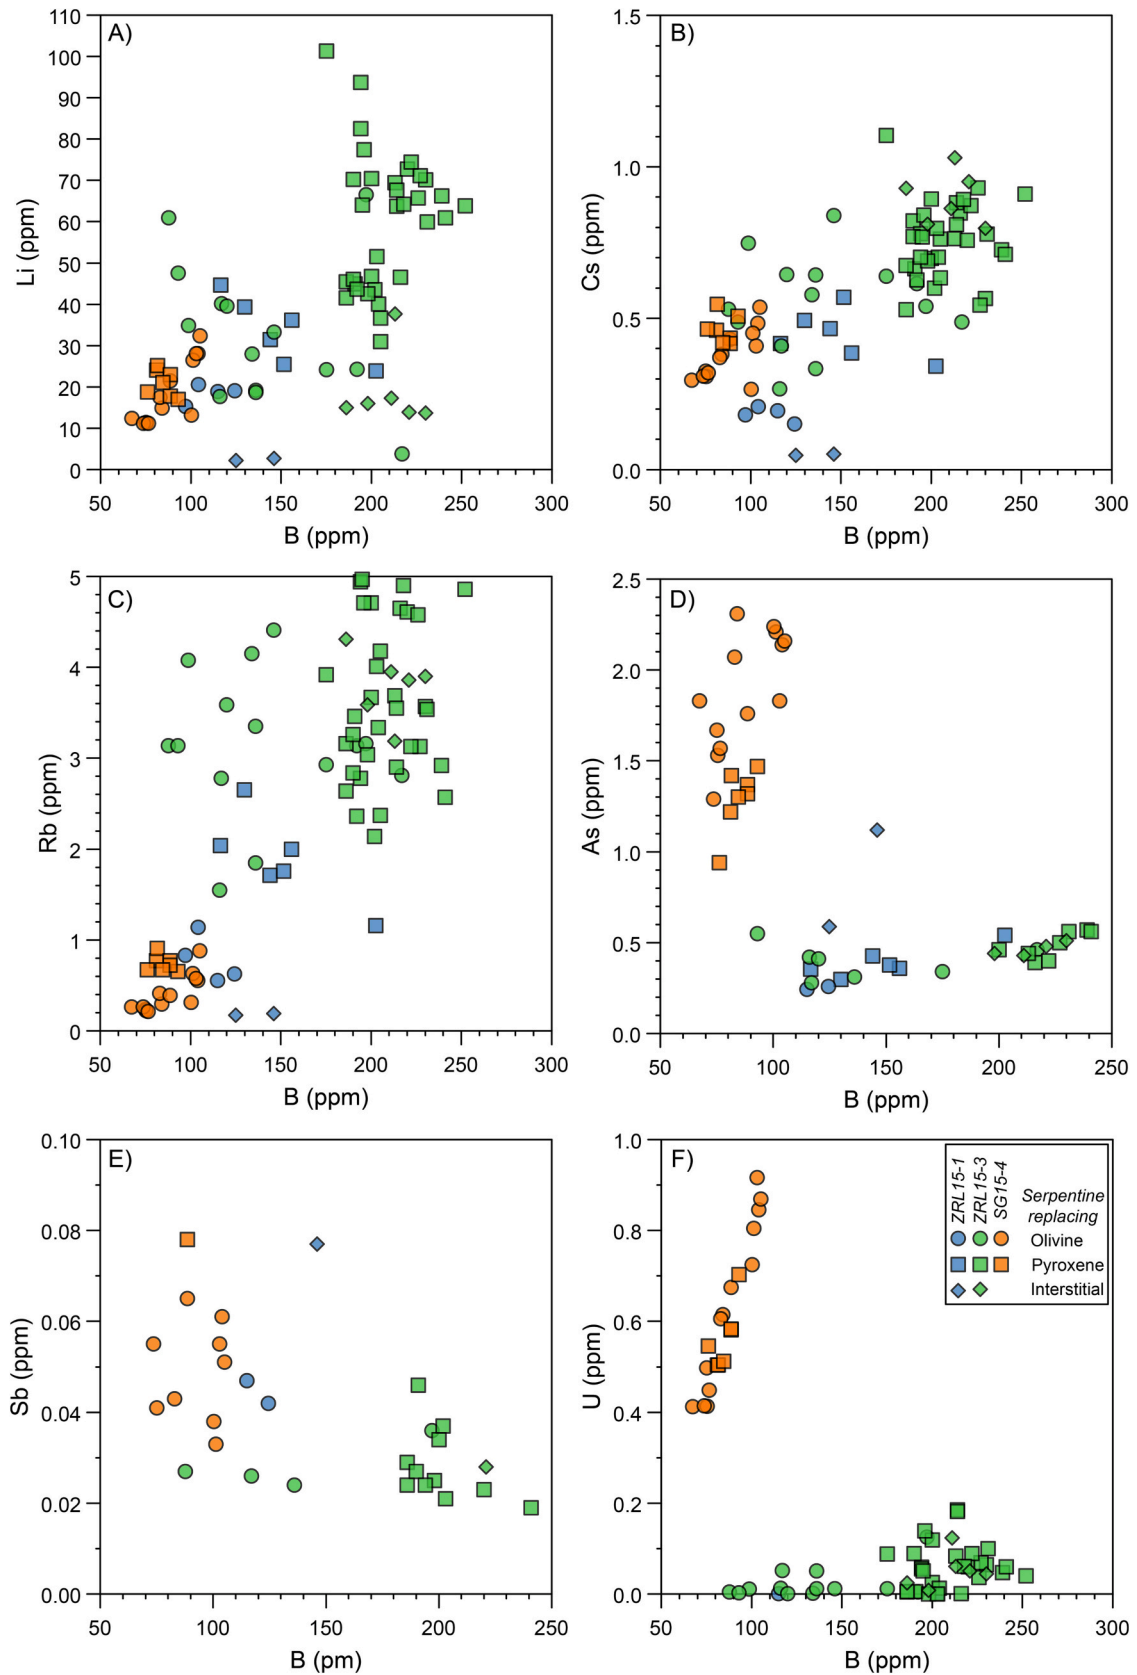 A)
110
100
90
80
70
60
50
40
30
20
10
0
Li (ppm)
50 100 150 200 250 300
B (ppm)
B)
1.5
1.0
0.5
0.0
Cs (ppm)
50 100 150 200 250 300
B (ppm)
C)
5
4
3
2
1
0
Rb (ppm)
50 100 150 200 250 300
B (ppm)
D)
2.5
2.0
1.5
1.0
0.5
0.0
As (ppm)
50 100 150 200 250
B (ppm)
E)
0.10
0.08
0.06
0.04
0.02
0.00
Sb (ppm)
50 100 150 200 250
B (pm)
F)
1.0
0.8
0.6
0.4
0.2
0.0
U (ppm)
50 100 150 200 250 300
B (ppm)
ZRL15-1
ZRL15-3
SG15-4
Serpentine
replacing
Olivine
Pyroxene
Interstitial